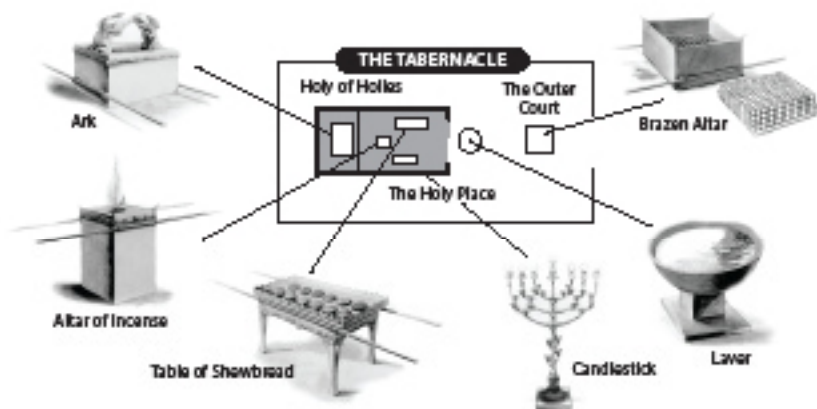 THE TABERNACLE
Holy of Holies
The Outer
Court
Ark
Brazen Altar
The Holy Place
Altar of Incense
Table of Shewbread
Candlestick
Laver